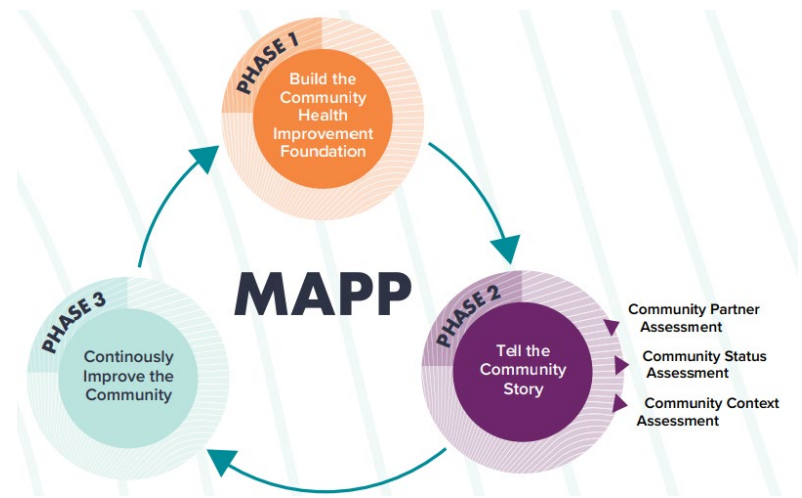 PHASE 1
Build the
Community
Health
Improvement
Foundation
MAPP
PHASE 2
Tell the
Community
Story
Community Partner
Assessment
Community Status
Assessment
Community Context
Assessment
PHASE 3
Continously
Improve the
Community